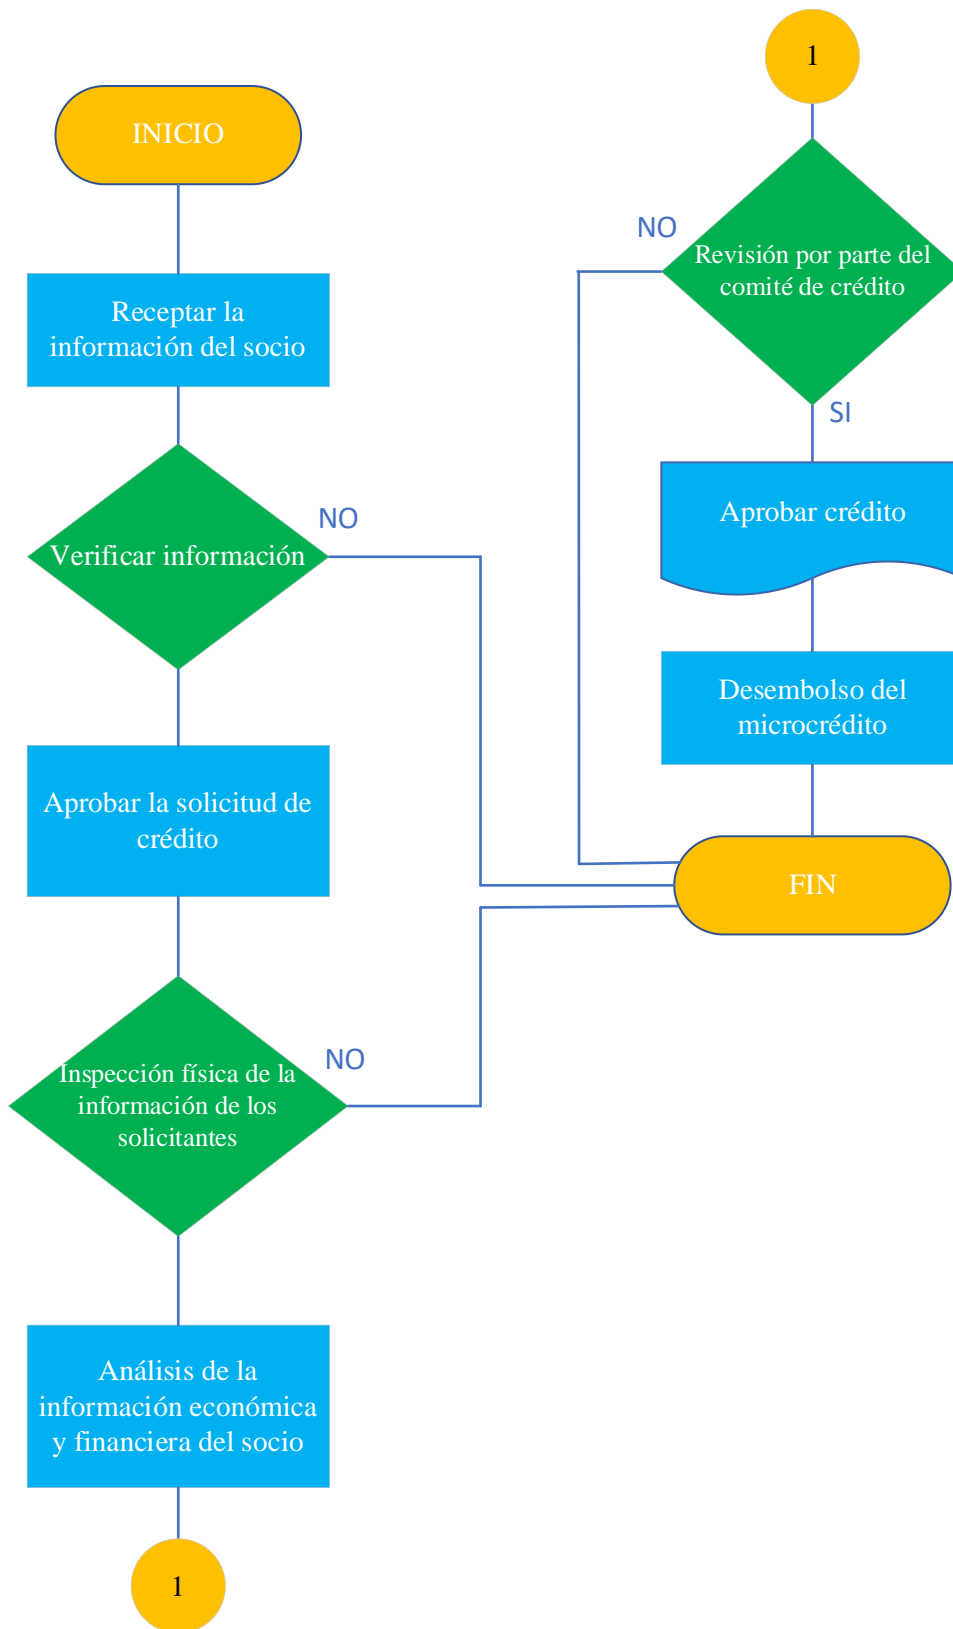 INICIO
Receptar la
información del socio
NO
Verificar información
Aprobar la solicitud de
crédito
NO
Inspección física de la
información de los
solicitantes
Análisis de la
información económica
y financiera del socio
1
1
NO
Revisión por parte del
comité de crédito
SI
Aprobar crédito
Desembolso del
microcrédito
FIN